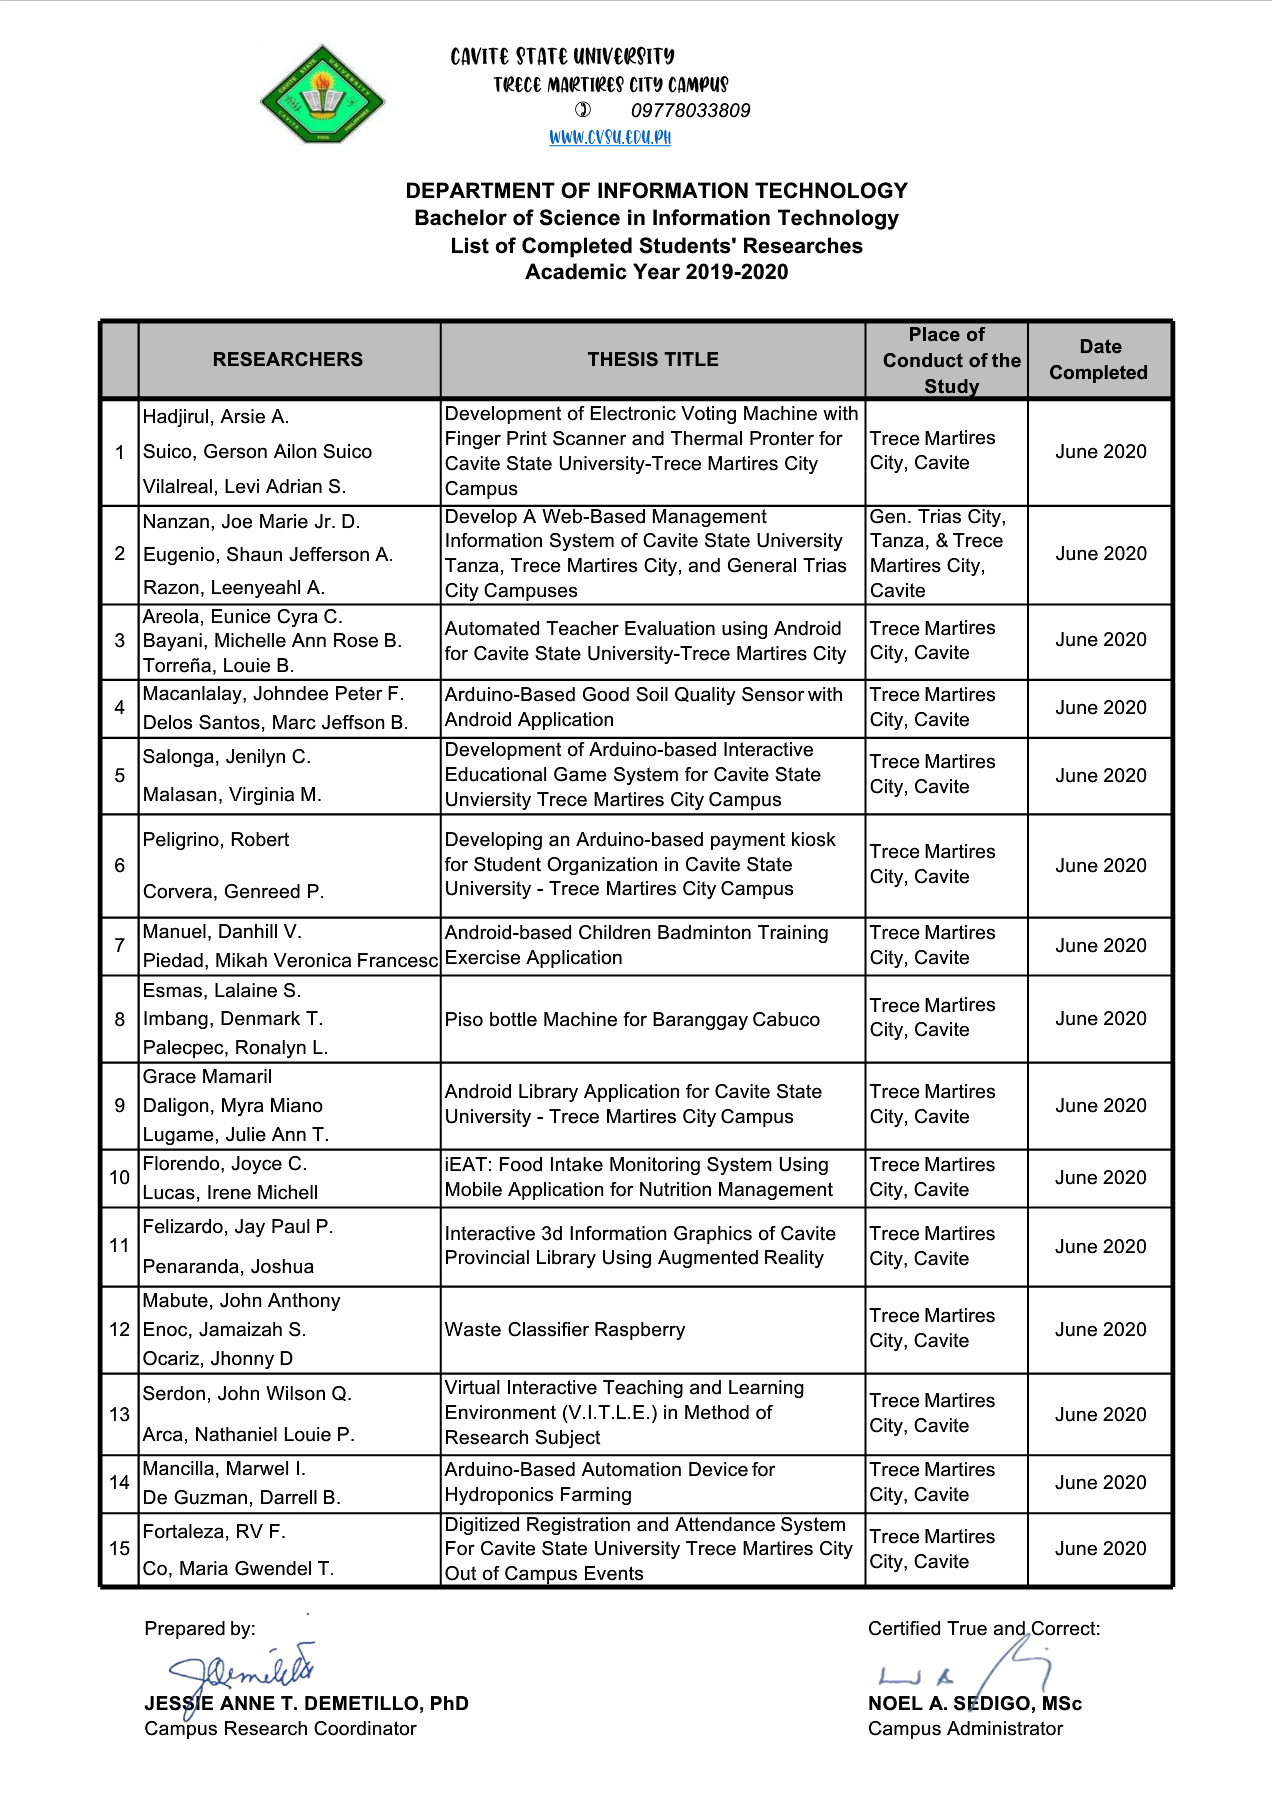 CAVITE STATE UNIVERSITY
TRECE MARTIRES CITY CAMPUS
✆ 09778033809
WWW.CVSU.EDU.PH
DEPARTMENT OF INFORMATION TECHNOLOGY
Bachelor of Science in Information Technology
List of Completed Students' Researches
Academic Year 2019-2020
RESEARCHERS
THESIS TITLE
Place of
Conduct of the
Study
Date
Completed
1
Hadjirul, Arsie A.
Suico, Gerson Ailon Suico
Vilalreal, Levi Adrian S.
Development of Electronic Voting Machine with
Finger Print Scanner and Thermal Pronter for
Cavite State University-Trece Martires City
Campus
Trece Martires
City, Cavite
June 2020
2
Nanzan, Joe Marie Jr. D.
Eugenio, Shaun Jefferson A.
Razon, Leenyeahl A.
Develop A Web-Based Management
Information System of Cavite State University
Tanza, Trece Martires City, and General Trias
City Campuses
Gen. Trias City,
Tanza, & Trece
Martires City,
Cavite
June 2020
3
Areola, Eunice Cyra C.
Bayani, Michelle Ann Rose B.
Torreña, Louie B.
Automated Teacher Evaluation using Android
for Cavite State University-Trece Martires City
Trece Martires
City, Cavite
June 2020
4
Macanlalay, Johndee Peter F.
Delos Santos, Marc Jeffson B.
Arduino-Based Good Soil Quality Sensor with
Android Application
Trece Martires
City, Cavite
June 2020
5
Salonga, Jenilyn C.
Malasan, Virginia M.
Development of Arduino-based Interactive
Educational Game System for Cavite State
Unviersity Trece Martires City Campus
Trece Martires
City, Cavite
June 2020
6
Peligrino, Robert
Corvera, Genreed P.
Developing an Arduino-based payment kiosk
for Student Organization in Cavite State
University - Trece Martires City Campus
Trece Martires
City, Cavite
June 2020
7
Manuel, Danhill V.
Piedad, Mikah Veronica Francesc
Android-based Children Badminton Training
Exercise Application
Trece Martires
City, Cavite
June 2020
8
Esmas, Lalaine S.
Imbang, Denmark T.
Palecpec, Ronalyn L.
Piso bottle Machine for Baranggay Cabuco
Trece Martires
City, Cavite
June 2020
9
Grace Mamaril
Daligon, Myra Miano
Lugame, Julie Ann T.
Android Library Application for Cavite State
University - Trece Martires City Campus
Trece Martires
City, Cavite
June 2020
10
Florendo, Joyce C.
Lucas, Irene Michell
iEAT: Food Intake Monitoring System Using
Mobile Application for Nutrition Management
Trece Martires
City, Cavite
June 2020
11
Felizardo, Jay Paul P.
Penaranda, Joshua
Interactive 3d Information Graphics of Cavite
Provincial Library Using Augmented Reality
Trece Martires
City, Cavite
June 2020
12
Mabute, John Anthony
Enoc, Jamaizah S.
Ocariz, Jhonny D
Waste Classifier Raspberry
Trece Martires
City, Cavite
June 2020
13
Serdon, John Wilson Q.
Arca, Nathaniel Louie P.
Virtual Interactive Teaching and Learning
Environment (V.I.T.L.E.) in Method of
Research Subject
Trece Martires
City, Cavite
June 2020
14
Mancilla, Marwel I.
De Guzman, Darrell B.
Arduino-Based Automation Device for
Hydroponics Farming
Trece Martires
City, Cavite
June 2020
15
Fortaleza, RV F.
Co, Maria Gwendel T.
Digitized Registration and Attendance System
For Cavite State University Trece Martires City
Out of Campus Events
Trece Martires
City, Cavite
June 2020
Prepared by:
JESSIE ANNE T. DEMETILLO, PhD
Campus Research Coordinator
Certified True and Correct:
NOEL A. SEDIGO, MSc
Campus Administrator